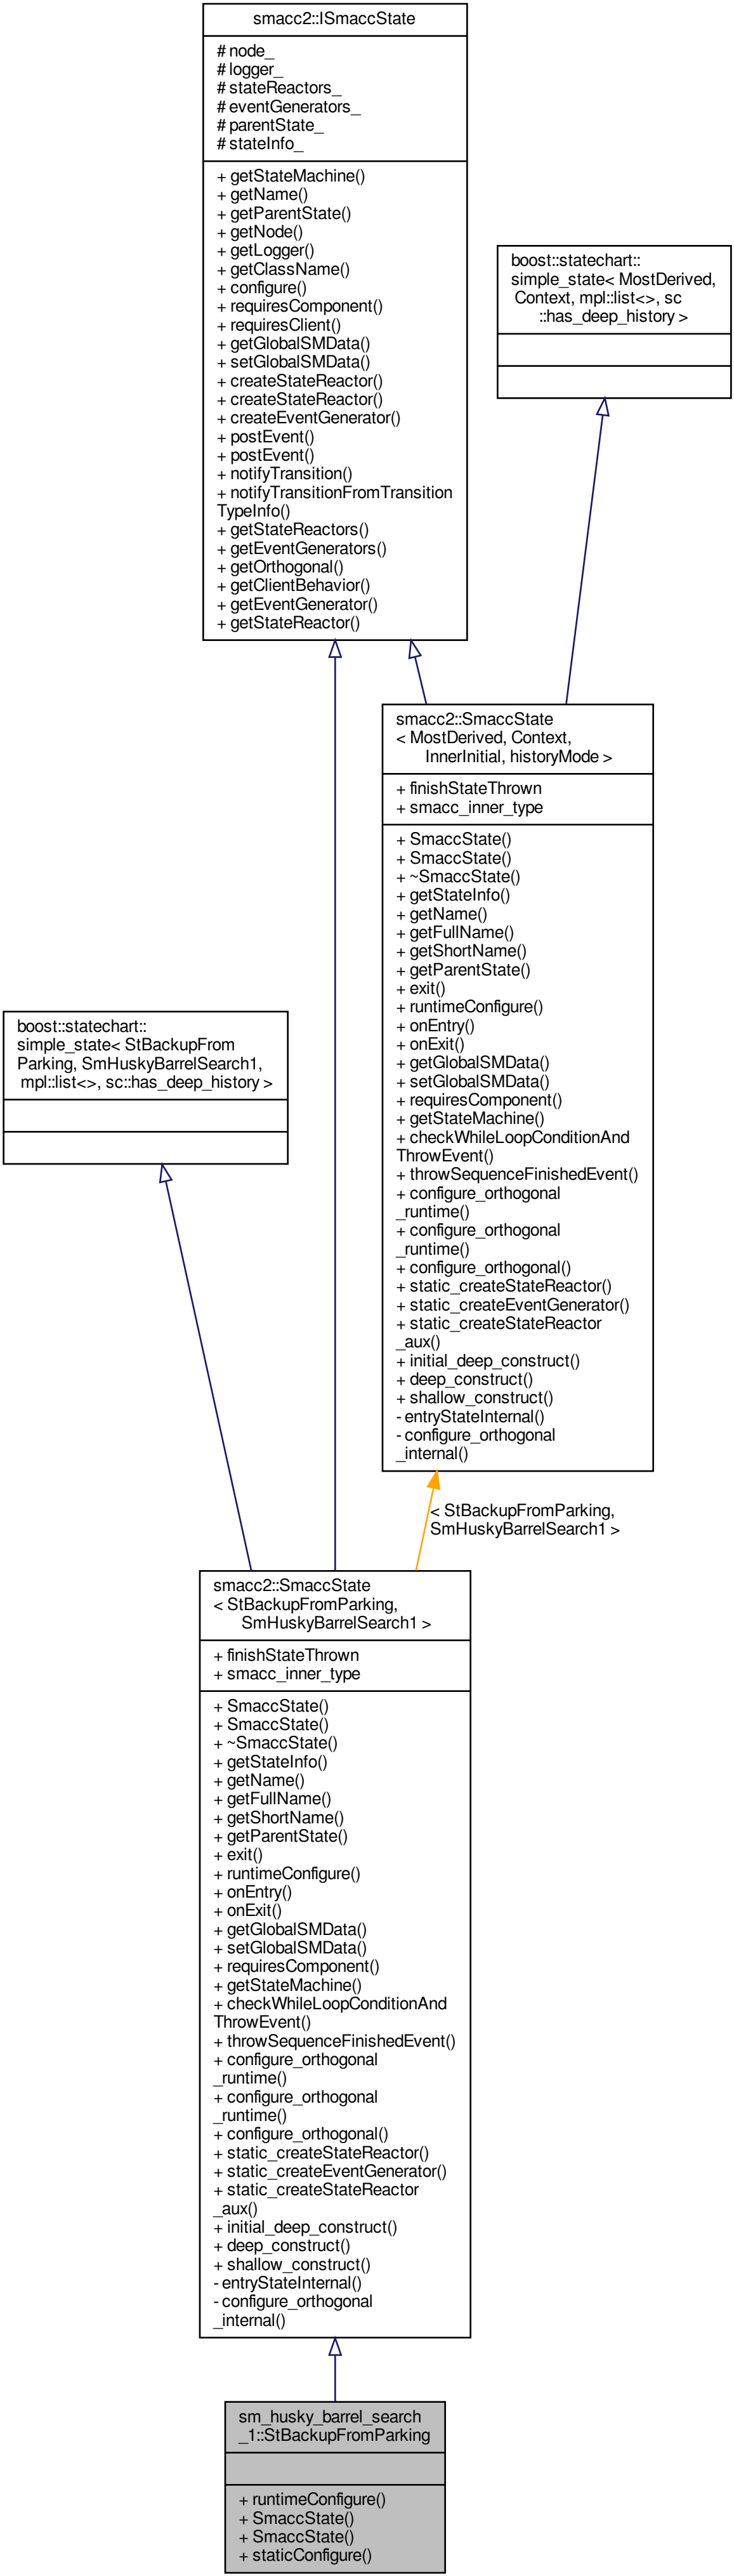 smacc2::ISmaccState
# node_
# logger_
# stateReactors_
# eventGenerators_
# parentState_
# stateInfo_
+ getStateMachine()
+ getName()
+ getParentState()
+ getNode()
+ getLogger()
+ getClassName()
+ configure()
+ requiresComponent()
+ requiresClient()
+ getGlobalSMData()
+ setGlobalSMData()
+ createStateReactor()
+ createStateReactor()
+ createEventGenerator()
+ postEvent()
+ postEvent()
+ notifyTransition()
+ notifyTransitionFromTransition
TypeInfo()
+ getStateReactors()
+ getEventGenerators()
+ getOrthogonal()
+ getClientBehavior()
+ getEventGenerator()
+ getStateReactor()
boost::statechart::
simple_state< MostDerived,
Context, mpl::list<>, sc
::has_deep_history >
smacc2::SmaccState
< MostDerived, Context,
InnerInitial, historyMode >
+ finishStateThrown
+ smacc_inner_type
+ SmaccState()
+ SmaccState()
+ ~SmaccState()
+ getStateInfo()
+ getName()
+ getFullName()
+ getShortName()
+ getParentState()
+ exit()
+ runtimeConfigure()
+ onEntry()
+ onExit()
+ getGlobalSMData()
+ setGlobalSMData()
+ requiresComponent()
+ getStateMachine()
+ checkWhileLoopConditionAnd
ThrowEvent()
+ throwSequenceFinishedEvent()
+ configure_orthogonal
_runtime()
+ configure_orthogonal
_runtime()
+ configure_orthogonal()
+ static_createStateReactor()
+ static_createEventGenerator()
+ static_createStateReactor
_aux()
+ initial_deep_construct()
+ deep_construct()
+ shallow_construct()
- entryStateInternal()
- configure_orthogonal
_internal()
boost::statechart::
simple_state< StBackupFrom
Parking, SmHuskyBarrelSearch1,
mpl::list<>, sc::has_deep_history >
< StBackupFromParking,
SmHuskyBarrelSearch1 >
smacc2::SmaccState
< StBackupFromParking,
SmHuskyBarrelSearch1 >
+ finishStateThrown
+ smacc_inner_type
+ SmaccState()
+ SmaccState()
+ ~SmaccState()
+ getStateInfo()
+ getName()
+ getFullName()
+ getShortName()
+ getParentState()
+ exit()
+ runtimeConfigure()
+ onEntry()
+ onExit()
+ getGlobalSMData()
+ setGlobalSMData()
+ requiresComponent()
+ getStateMachine()
+ checkWhileLoopConditionAnd
ThrowEvent()
+ throwSequenceFinishedEvent()
+ configure_orthogonal
_runtime()
+ configure_orthogonal
_runtime()
+ configure_orthogonal()
+ static_createStateReactor()
+ static_createEventGenerator()
+ static_createStateReactor
_aux()
+ initial_deep_construct()
+ deep_construct()
+ shallow_construct()
- entryStateInternal()
- configure_orthogonal
_internal()
sm_husky_barrel_search
_1::StBackupFromParking
+ runtimeConfigure()
+ SmaccState()
+ SmaccState()
+ staticConfigure()